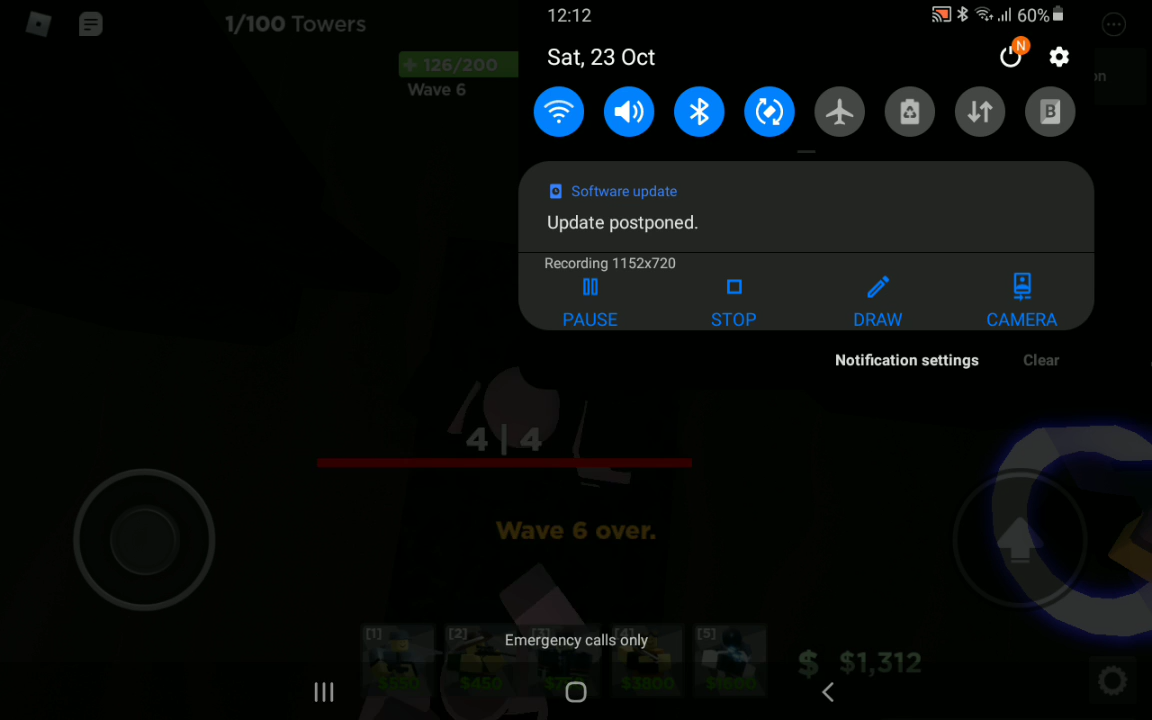 12:12
60%
1/100 Towers
Sat, 23 Oct
N
126/200
Wave 6
on
B
Software update
Update postponed.
Recording 1152x720
PAUSE
STOP
DRAW
CAMERA
Notification settings
Clear
4 | 4
Wave 6 over.
[1]
[2]
[5]
Emergency calls only
$450
$3800
$ $1,312